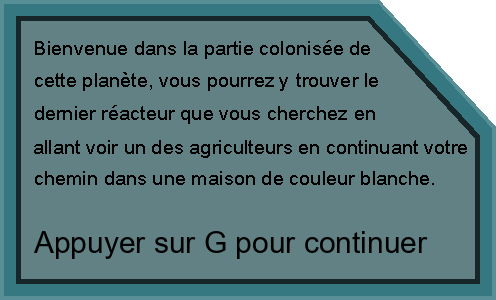 Bienvenue dans la partie colonisée de
cette planète, vous pourrez y trouver le
dernier réacteur que vous cherchez en
allant voir un des agriculteurs en continuant votre
chemin dans une maison de couleur blanche.
Appuyer sur G pour continuer